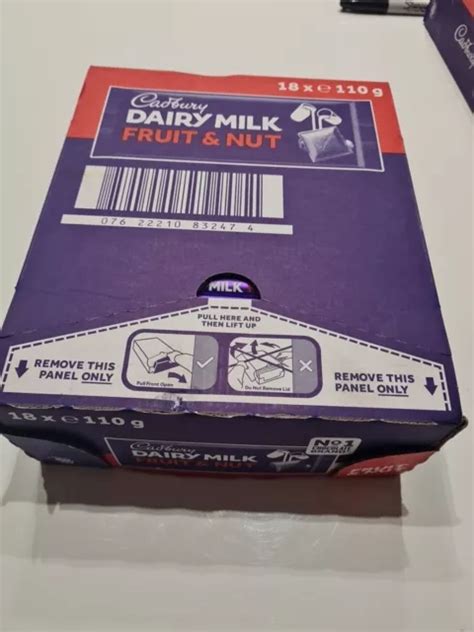 Cadbury
18 x ℮ 110 g
Cadbury
DAIRY MILK
FRUIT & NUT
076 22210 83247 4
MILK
PULL HERE AND
THEN LIFT UP
REMOVE THIS
PANEL ONLY
Pull Front Open
Do Not Remove Lid
REMOVE THIS
PANEL ONLY
18 x ℮ 110 g
Cadbury
DAIRY MILK
FRUIT & NUT
No1